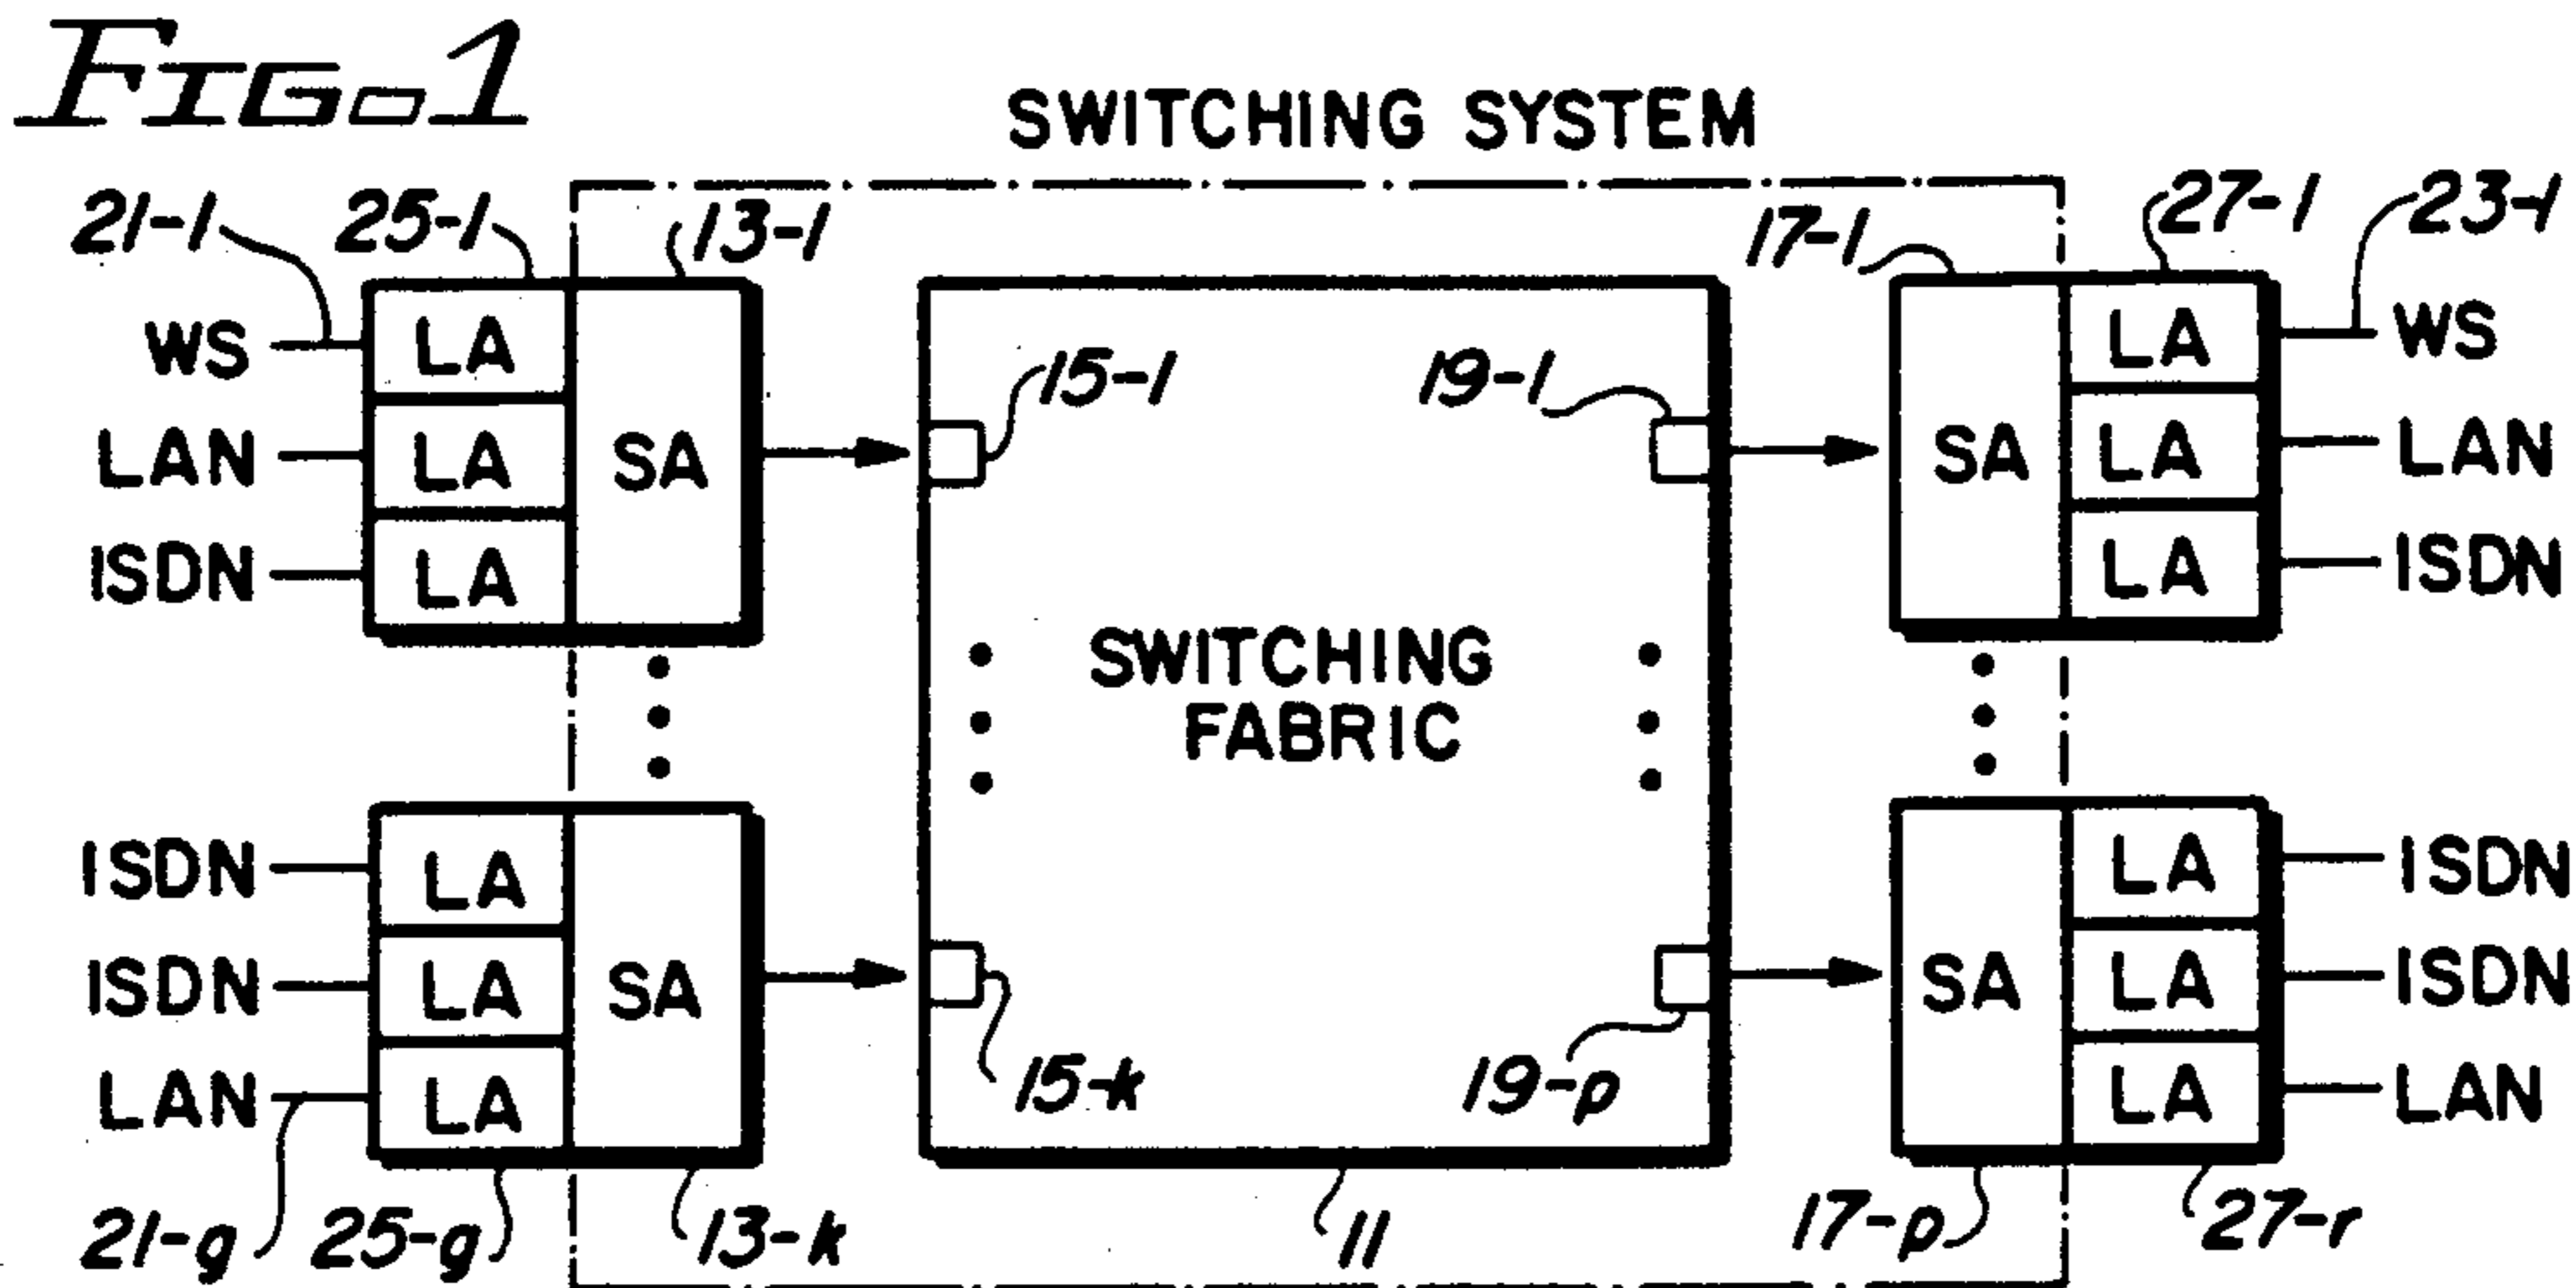 FIG. 1
SWITCHING SYSTEM
21-1
25-1
13-1
17-1
27-1
23-1
WS
LA
LAN
LA
ISDN
LA
SA
15-1
19-1
SA
LA
WS
LA
LAN
LA
ISDN
SWITCHING
FABRIC
ISDN
LA
ISDN
LA
LAN
LA
SA
15-k
19-p
SA
LA
ISDN
LA
ISDN
LA
LAN
21-g
25-g
13-k
11
17-p
27-r